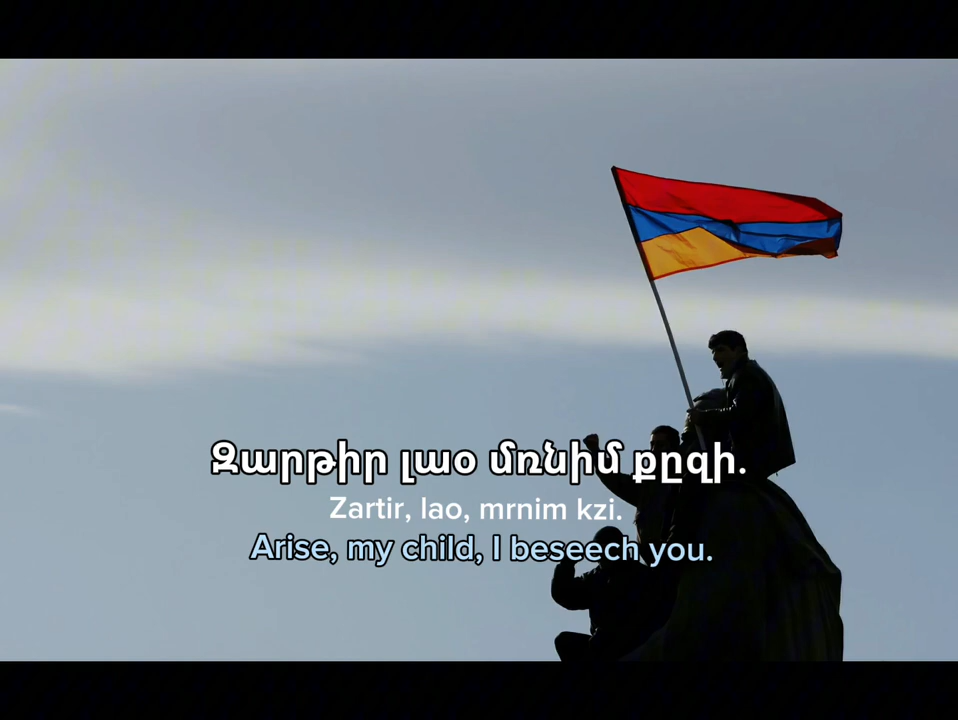 Զարթիր լաօ մռնիմ քըզի.
Zartir, lao, mrnim kzi.
Arise, my child, I beseech you.